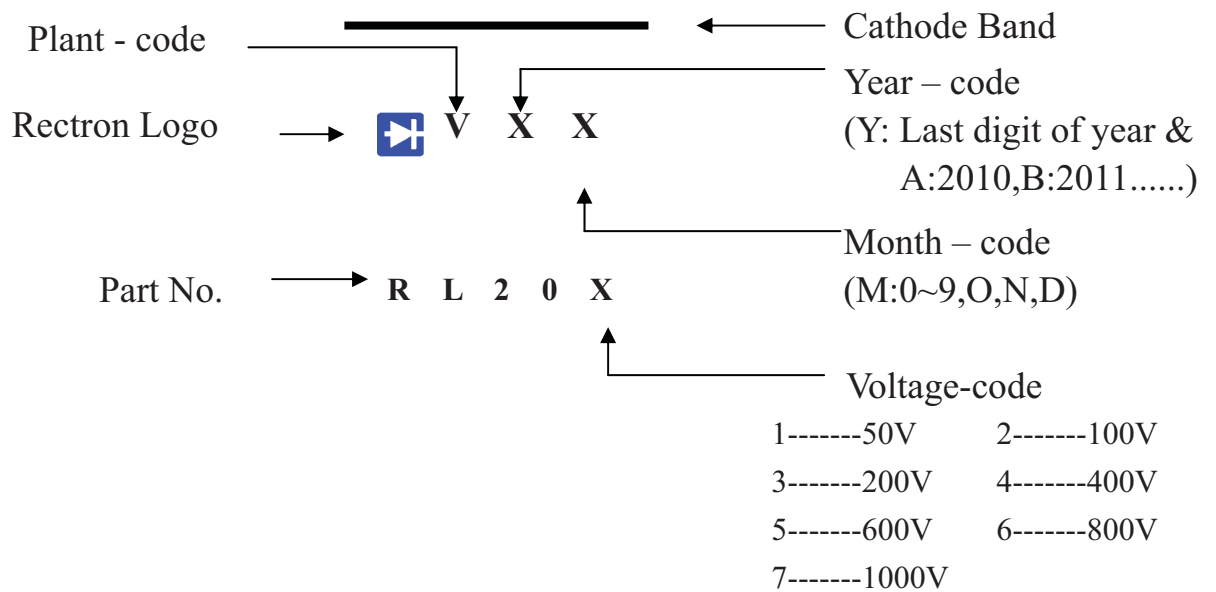 Plant - code
Cathode Band
Year – code
Rectron Logo
V X X
(Y: Last digit of year &
A:2010,B:2011......)
Month – code
Part No.
R L 2 0 X
(M:0~9,O,N,D)
Voltage-code
1-------50V 2-------100V
3-------200V 4-------400V
5-------600V 6-------800V
7-------1000V